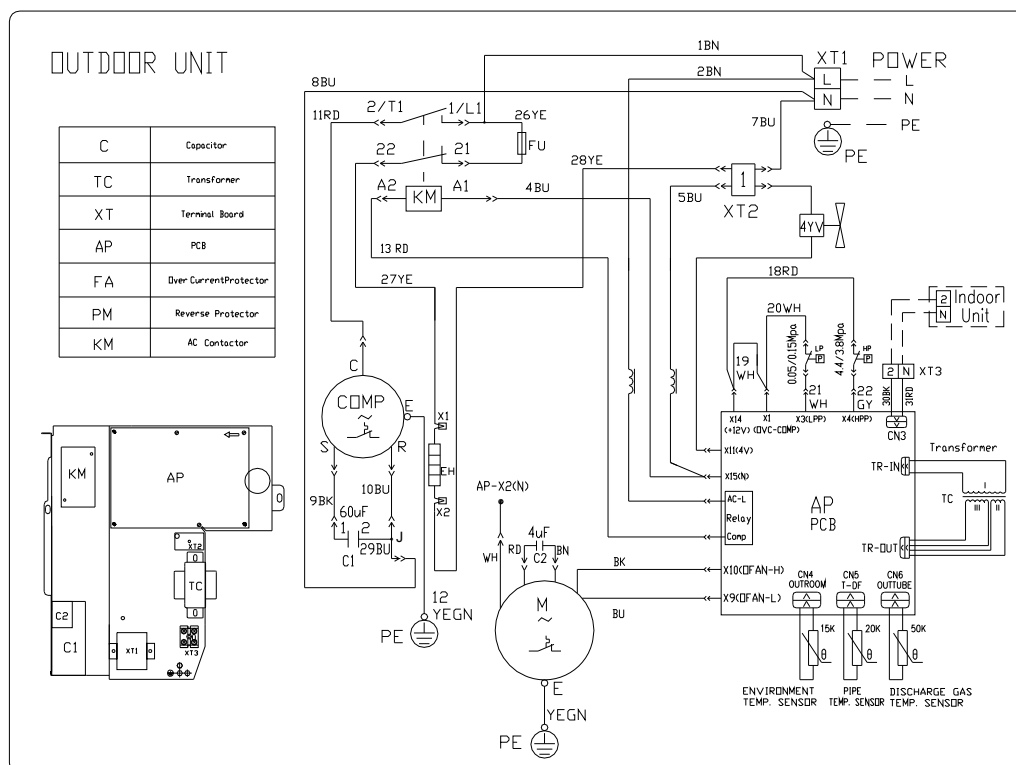 OUTDOOR UNIT
1BN
XT1
POWER
2BN
L
L
8BU
N
N
11RD
2/T1
1/L1
26YE
7BU
PE
FU
PE
22
21
28YE
A2
KM
A1
4BU
5BU
1
XT2
4YV
13 RD
27YE
18RD
20WH
2
N
Indoor
Unit
C
Capacitor
TC
Transformer
XT
Terminal Board
AP
PCB
FA
Over CurrentProtector
PM
Reverse Protector
KM
AC Contactor
19
WH
0.05/0.15Mpa
LP
P
4.4/3.8Mpa
HP
P
21
WH
22
GY
2
N
XT3
30BK
31RD
CN3
C
COMP
~
E
S
R
X1
EH
X2
9BK
10BU
60uF
1
2
29BU
J
C1
12
YEGN
PE
X14
(+12V)
X1
(OVC-COMP)
X3(LPP)
X4(HPP)
X11(4V)
X15(N)
AC-L
Relay
Comp
X10(OFAN-H)
X9(OFAN-L)
AP
PCB
Transformer
TR-IN
TC
I
III
II
TR-OUT
CN4
OUTROOM
CN5
T-DF
CN6
OUTTUBE
15K
θ
20K
θ
50K
θ
ENVIRONMENT
TEMP. SENSOR
PIPE
TEMP. SENSOR
DISCHARGE GAS
TEMP. SENSOR
AP-X2(N)
WH
RD
4uF
C2
BN
BK
BU
M
~
E
YEGN
PE
KM
AP
XT2
TC
C2
C1
XT1
XT3